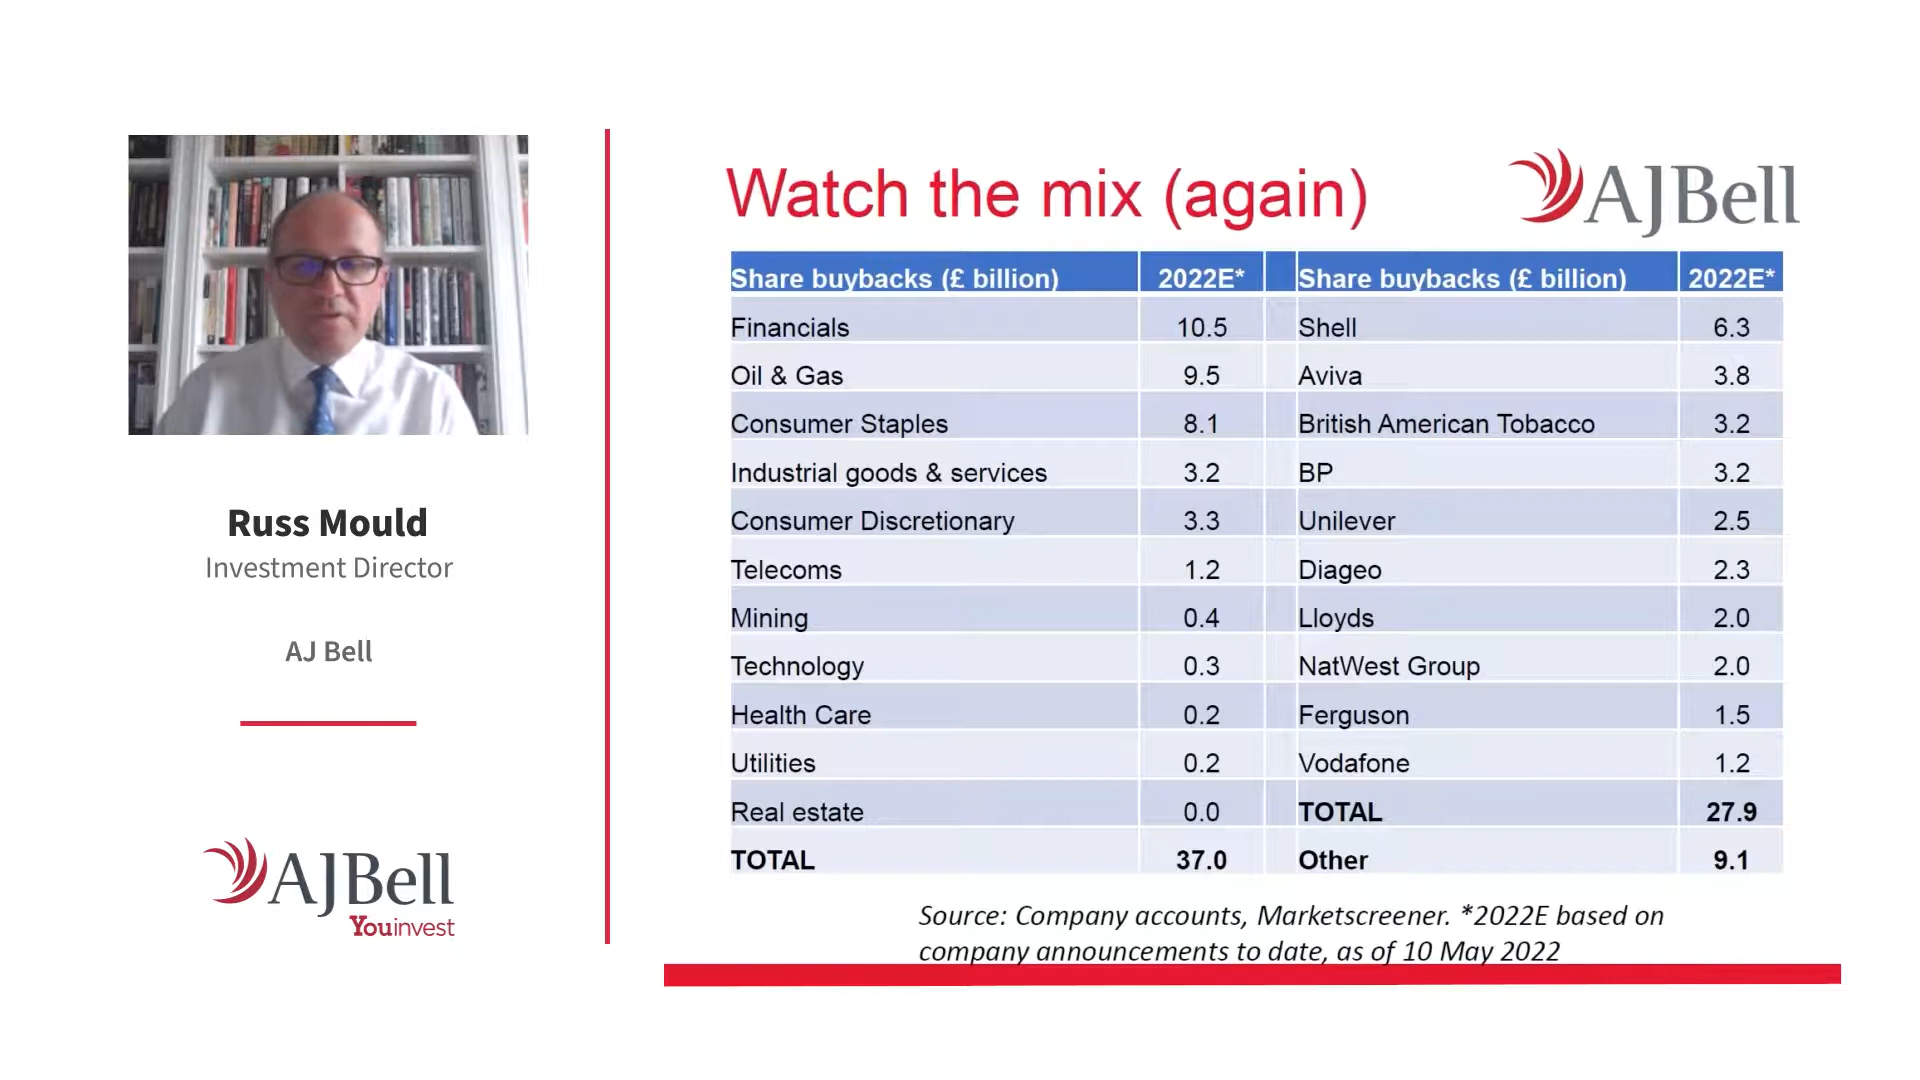 Russ Mould
Investment Director
AJ Bell
AJBell
Youinvest
Watch the mix (again)
AJBell
Share buybacks (£ billion) 2022E* Share buybacks (£ billion) 2022E*
Financials 10.5 Shell 6.3
Oil & Gas 9.5 Aviva 3.8
Consumer Staples 8.1 British American Tobacco 3.2
Industrial goods & services 3.2 BP 3.2
Consumer Discretionary 3.3 Unilever 2.5
Telecoms 1.2 Diageo 2.3
Mining 0.4 Lloyds 2.0
Technology 0.3 NatWest Group 2.0
Health Care 0.2 Ferguson 1.5
Utilities 0.2 Vodafone 1.2
Real estate 0.0 TOTAL 27.9
TOTAL 37.0 Other 9.1
Source: Company accounts, Marketscreener. *2022E based on
company announcements to date, as of 10 May 2022